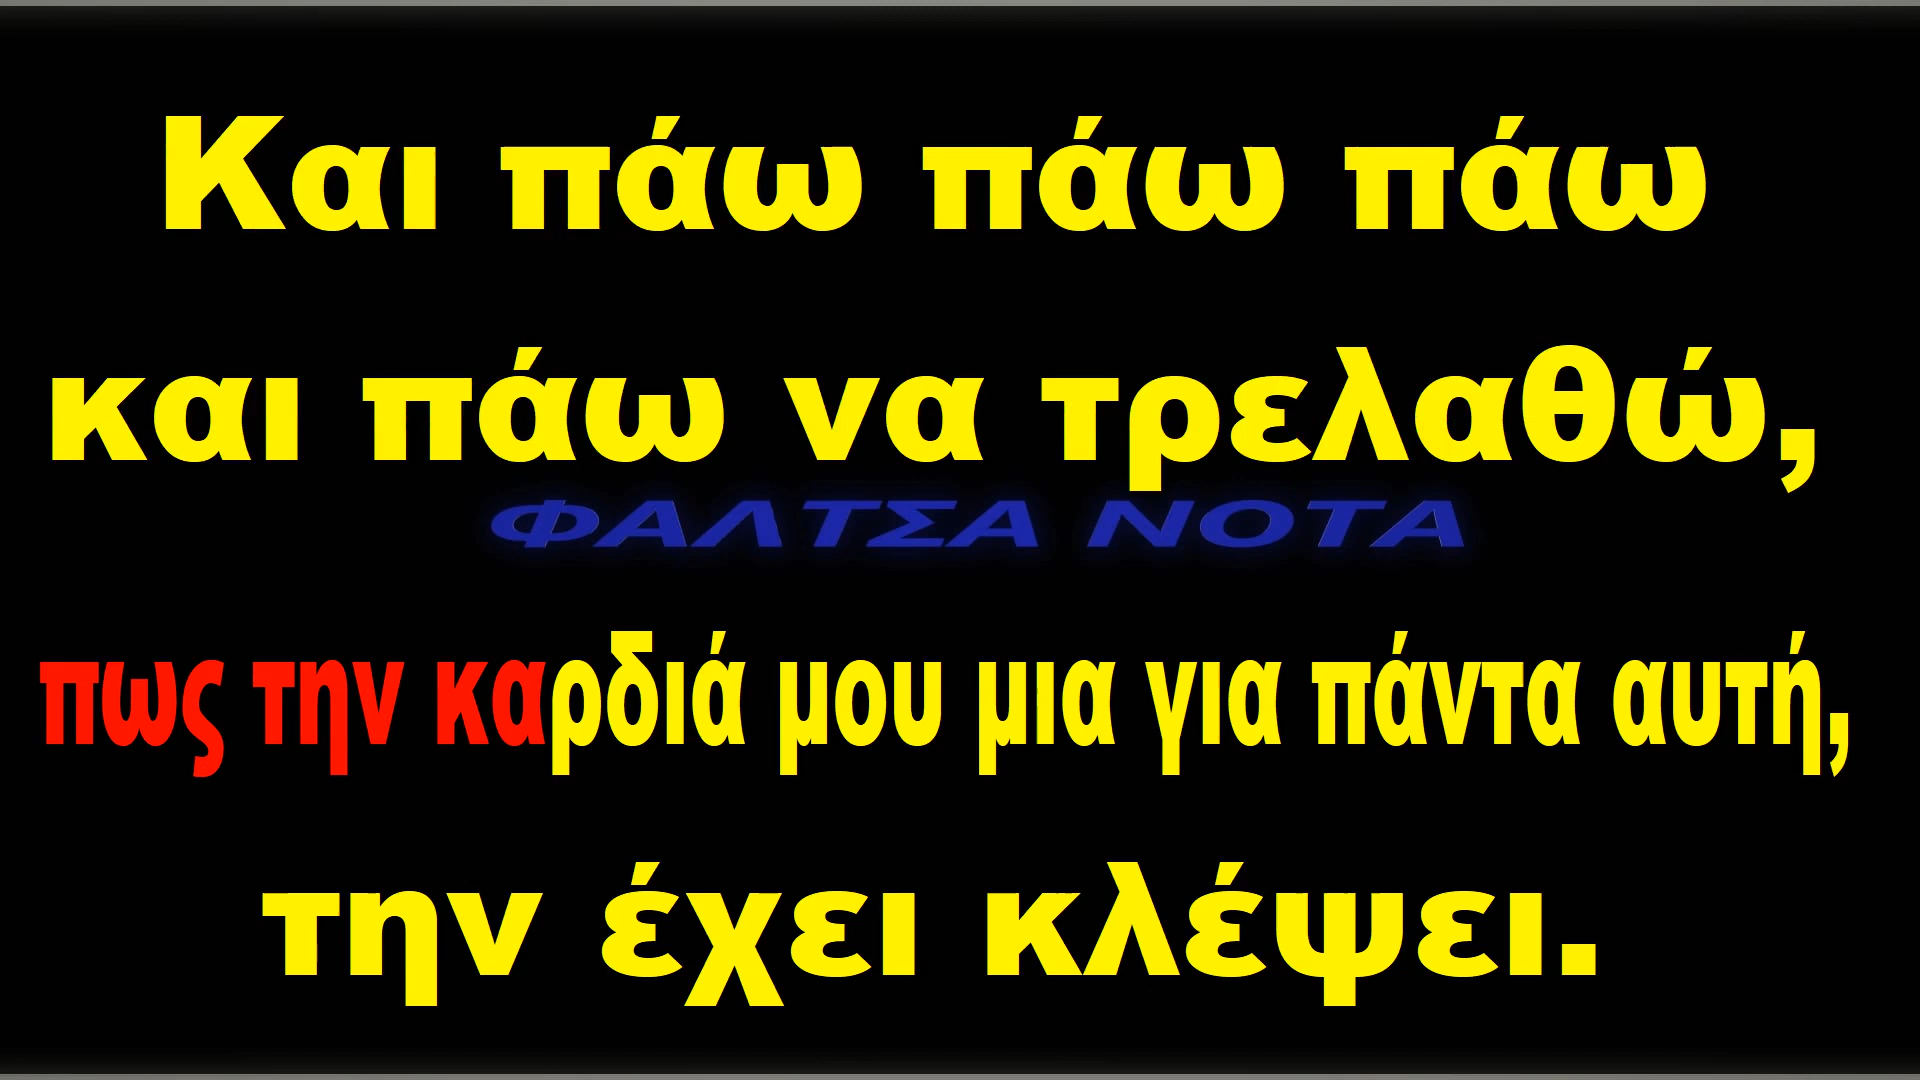 Και πάω πάω πάω
και πάω να τρελαθώ,
ΦΑΛΤΣΑ ΝΟΤΑ
πως την καρδιά μου μια για πάντα αυτή,
την έχει κλέψει.